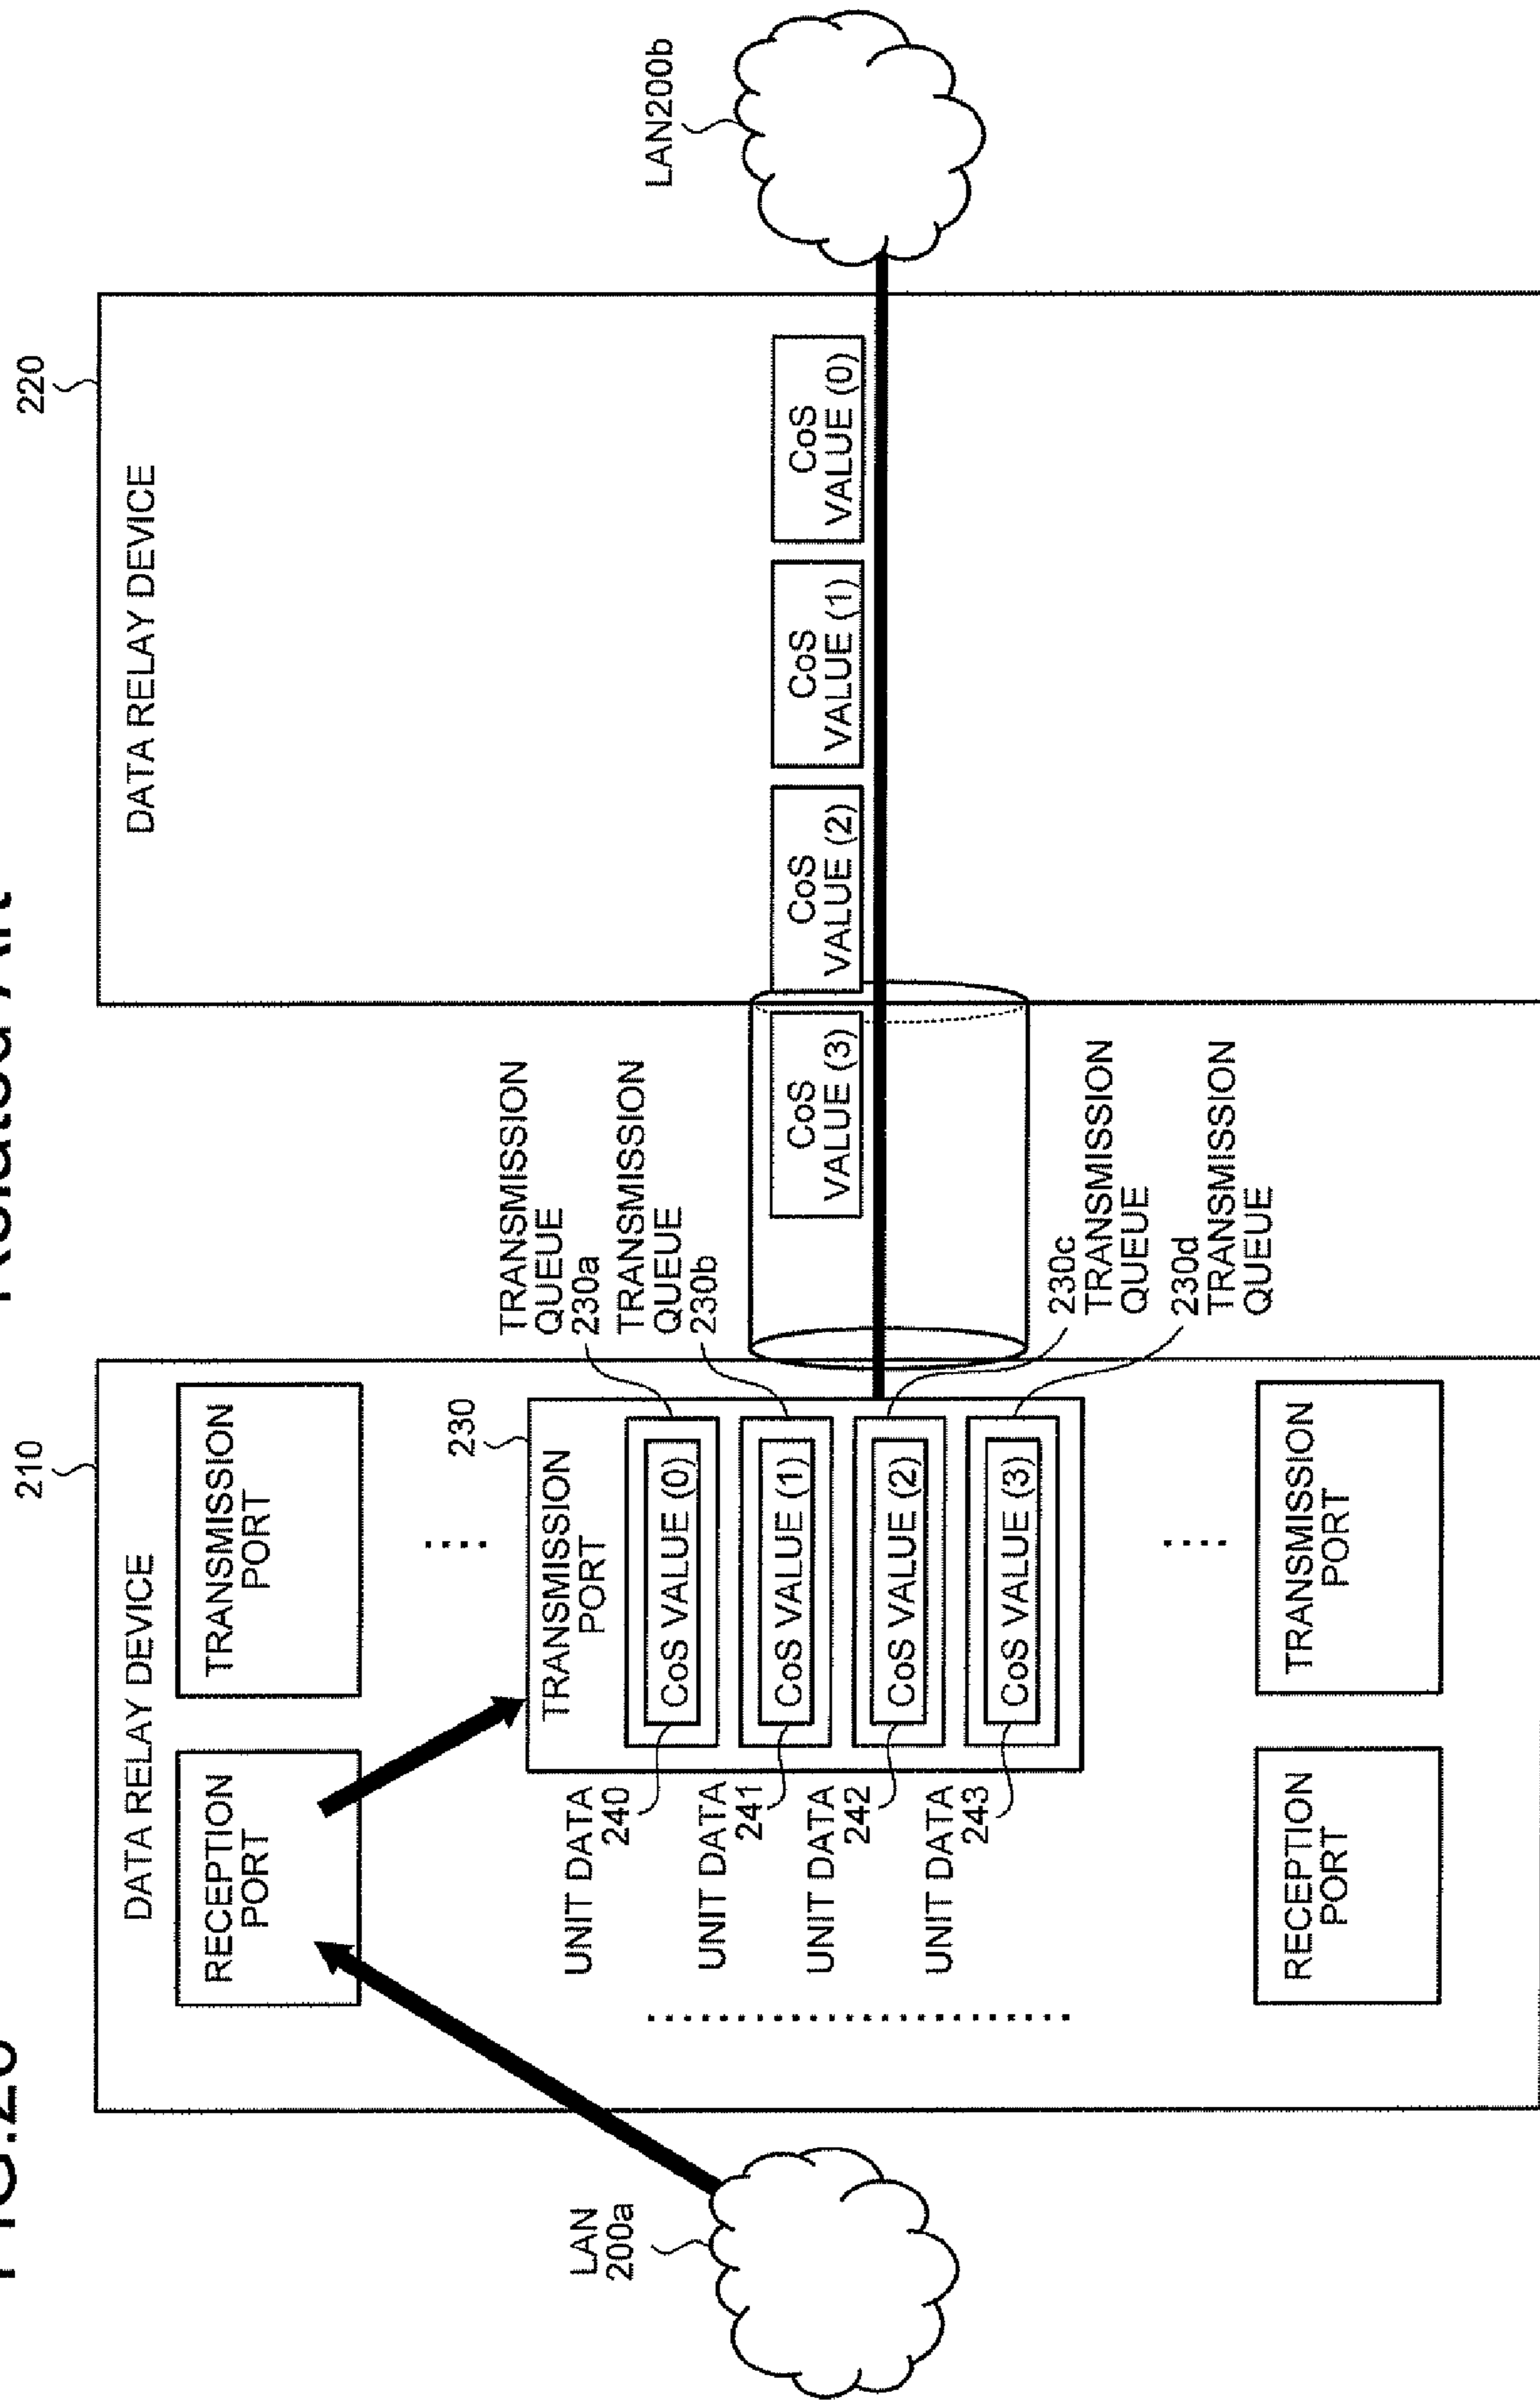 Related Art
210
220
DATA RELAY DEVICE
RECEPTION
PORT
TRANSMISSION
PORT
230
TRANSMISSION
PORT
UNIT DATA
240
CoS VALUE (0)
UNIT DATA
241
CoS VALUE (1)
UNIT DATA
242
CoS VALUE (2)
UNIT DATA
243
CoS VALUE (3)
TRANSMISSION
QUEUE
230a
TRANSMISSION
QUEUE
230b
230c
TRANSMISSION
QUEUE
230d
TRANSMISSION
QUEUE
RECEPTION
PORT
TRANSMISSION
PORT
LAN
200a
CoS
VALUE (3)
DATA RELAY DEVICE
CoS
VALUE (2)
CoS
VALUE (1)
CoS
VALUE (0)
LAN200b